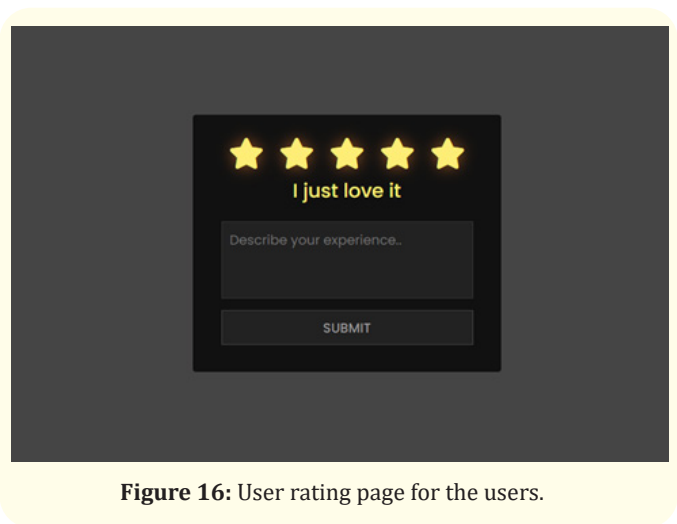 I just love it
Describe your experience..
SUBMIT
Figure 16: User rating page for the users.